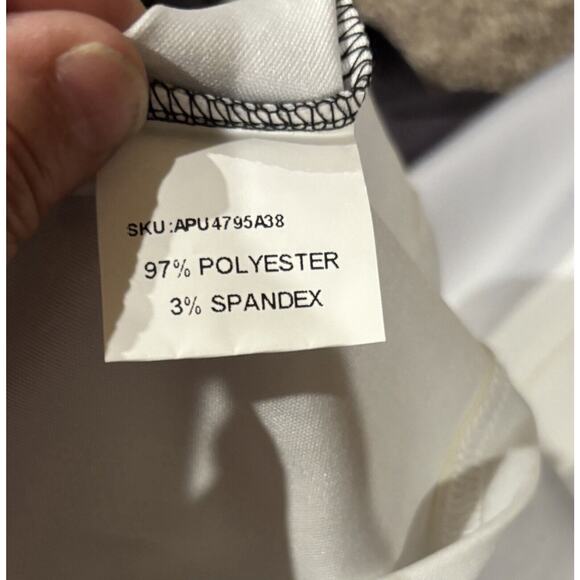 SKU:APU4795A38
97% POLYESTER
3% SPANDEX